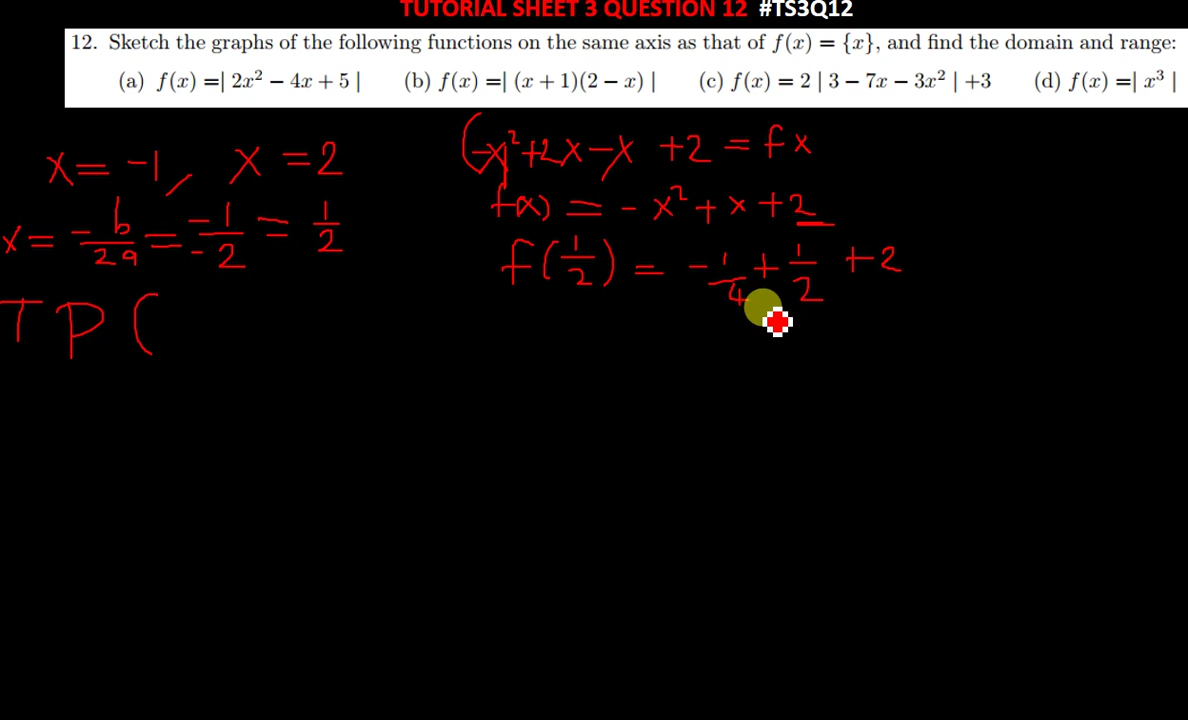 TUTORIAL SHEET 3 QUESTION 12 #TS3Q12
12. Sketch the graphs of the following functions on the same axis as that of f(x) = {x}, and find the domain and range:
(a) f(x) =| 2x² − 4x + 5 | (b) f(x) =| (x + 1)(2 − x) | (c) f(x) = 2 | 3 − 7x − 3x² | +3 (d) f(x) =| x³ |
x = -1, x = 2
(-x²+2x-x +2 = fx
f(x) = -x²+x+2
x = -b/2a = -1/-2 = 1/2
f(1/2) = -1/4 + 1/2 +2
TP(